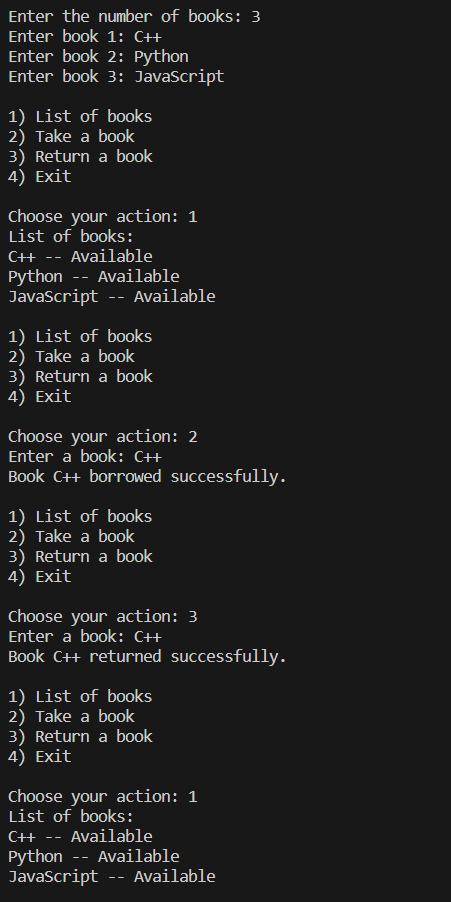 Enter the number of books: 3
Enter book 1: C++
Enter book 2: Python
Enter book 3: JavaScript
1) List of books
2) Take a book
3) Return a book
4) Exit
Choose your action: 1
List of books:
C++ -- Available
Python -- Available
JavaScript -- Available
1) List of books
2) Take a book
3) Return a book
4) Exit
Choose your action: 2
Enter a book: C++
Book C++ borrowed successfully.
1) List of books
2) Take a book
3) Return a book
4) Exit
Choose your action: 3
Enter a book: C++
Book C++ returned successfully.
1) List of books
2) Take a book
3) Return a book
4) Exit
Choose your action: 1
List of books:
C++ -- Available
Python -- Available
JavaScript -- Available